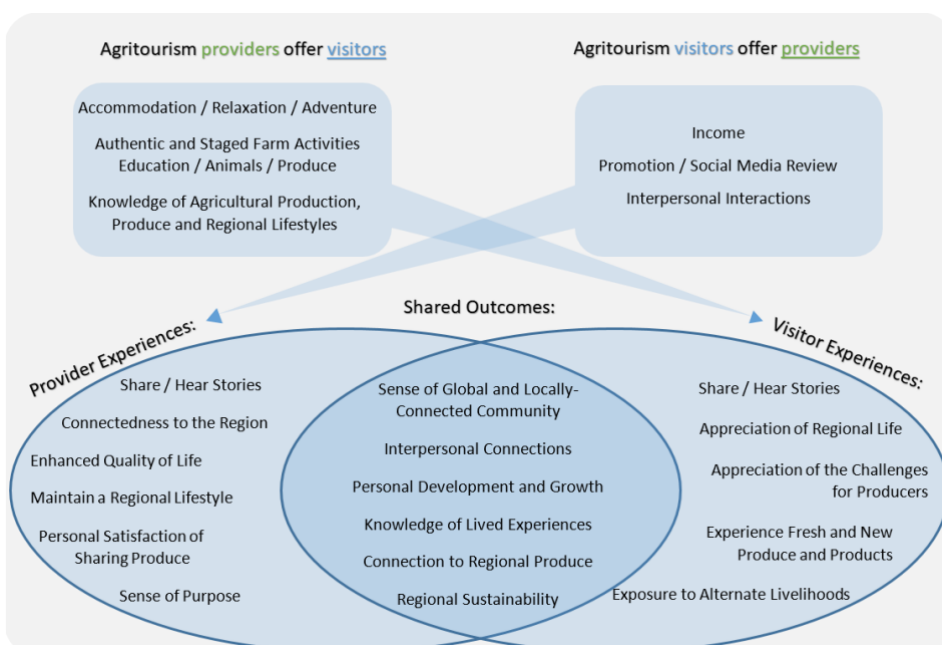 Agritourism providers offer visitors
Accommodation / Relaxation / Adventure
Authentic and Staged Farm Activities
Education / Animals / Produce
Knowledge of Agricultural Production,
Produce and Regional Lifestyles
Agritourism visitors offer providers
Income
Promotion / Social Media Review
Interpersonal Interactions
Provider Experiences:
Share / Hear Stories
Connectedness to the Region
Enhanced Quality of Life
Maintain a Regional Lifestyle
Personal Satisfaction of
Sharing Produce
Sense of Purpose
Shared Outcomes:
Sense of Global and Locally-
Connected Community
Interpersonal Connections
Personal Development and Growth
Knowledge of Lived Experiences
Connection to Regional Produce
Regional Sustainability
Visitor Experiences:
Share / Hear Stories
Appreciation of Regional Life
Appreciation of the Challenges
for Producers
Experience Fresh and New
Produce and Products
Exposure to Alternate Livelihoods